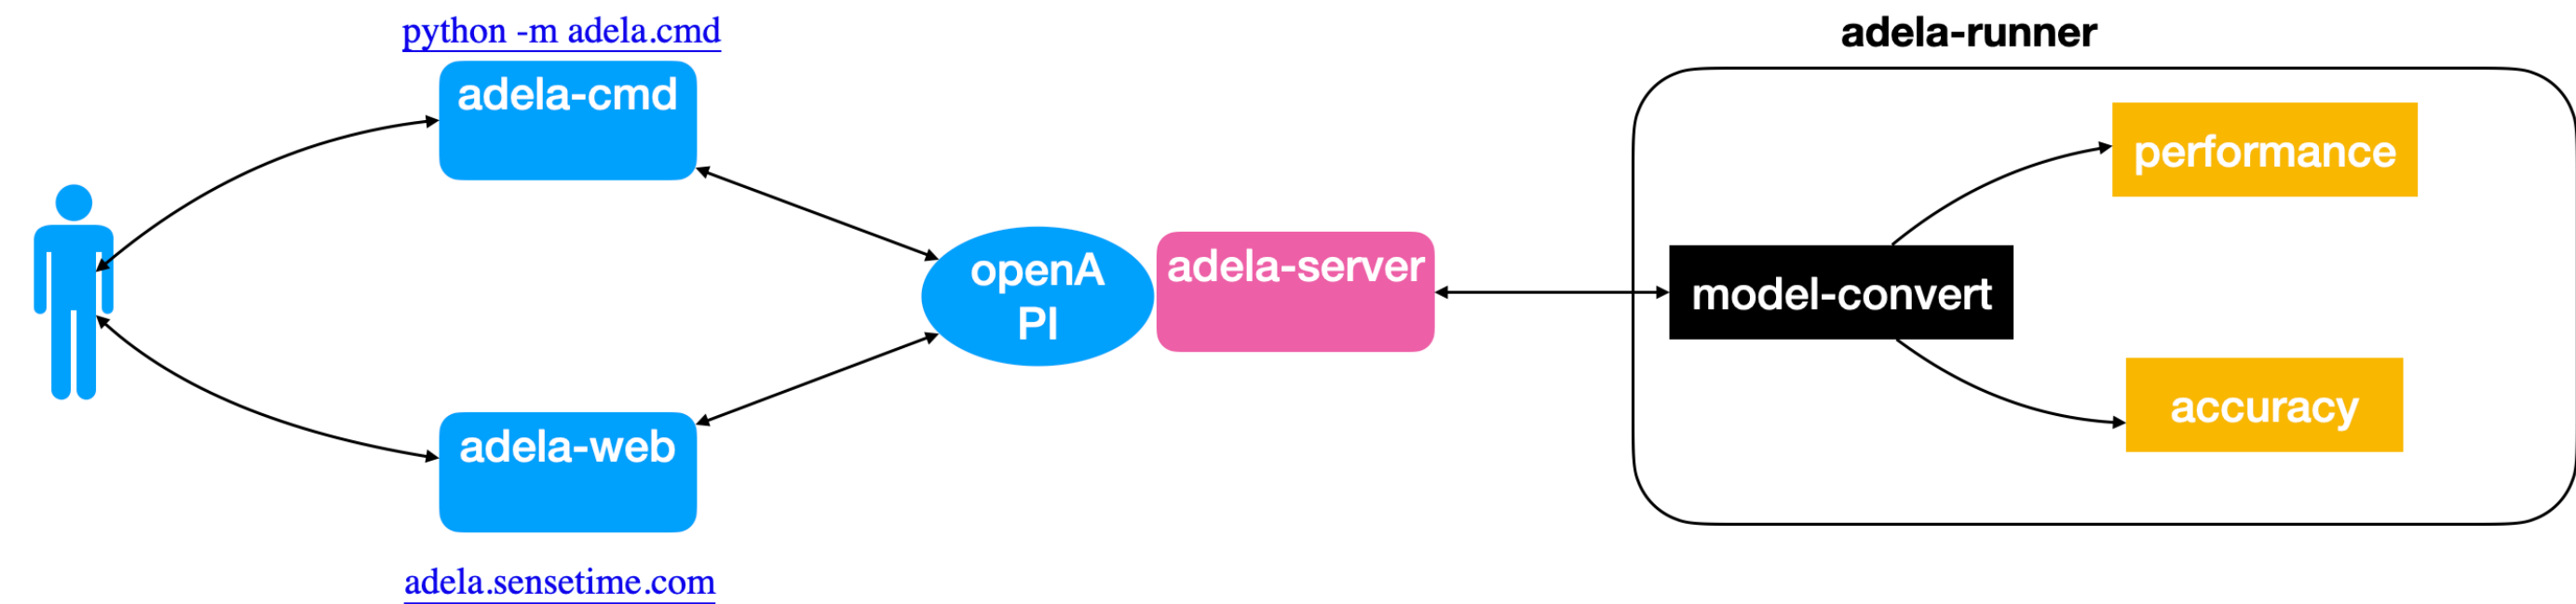 python -m adela.cmd
adela-cmd
adela-web
adela.sensetime.com
openA
PI
adela-server
adela-runner
model-convert
performance
accuracy